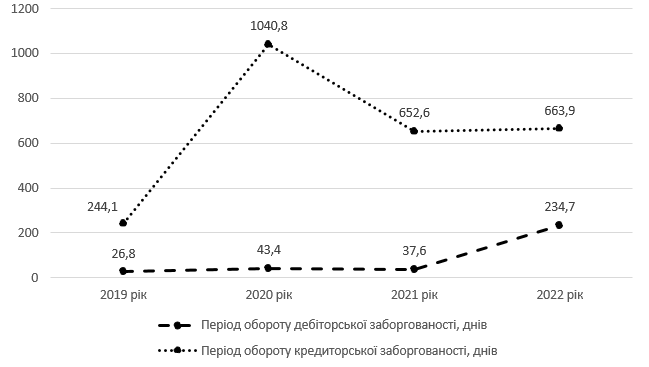 1200
1040,8
1000
800
652,6
663,9
600
400
244,1
234,7
200
26,8
43,4
37,6
0
2019 рік
2020 рік
2021 рік
2022 рік
Період обороту дебіторської заборгованості, днів
Період обороту кредиторської заборгованості, днів